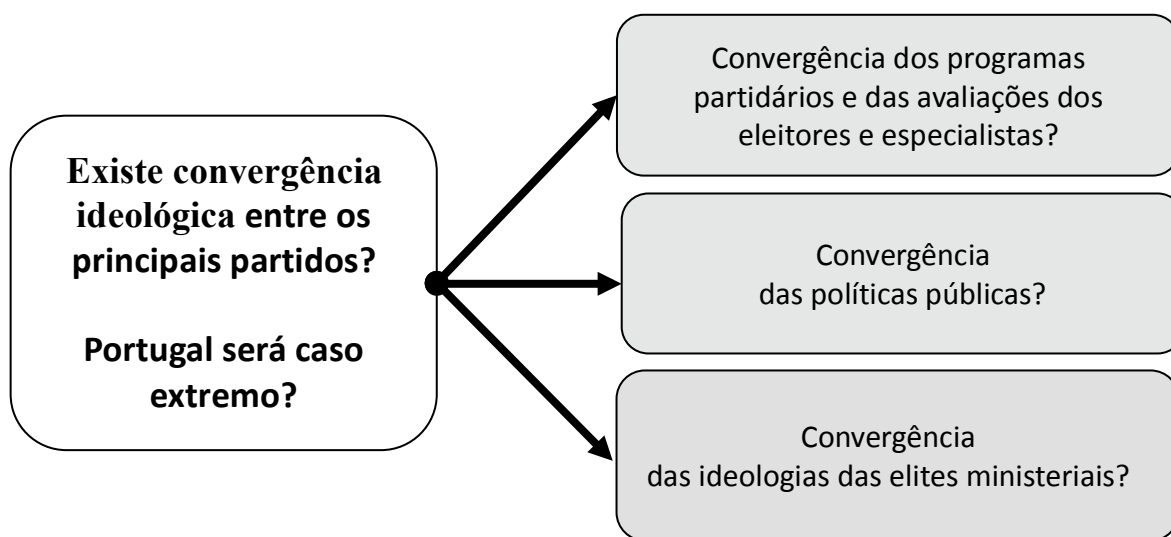 Existe convergência
ideológica entre os
principais partidos?
Portugal será caso
extremo?
Convergência dos programas
partidários e das avaliações dos
eleitores e especialistas?
Convergência
das políticas públicas?
Convergência
das ideologias das elites ministeriais?